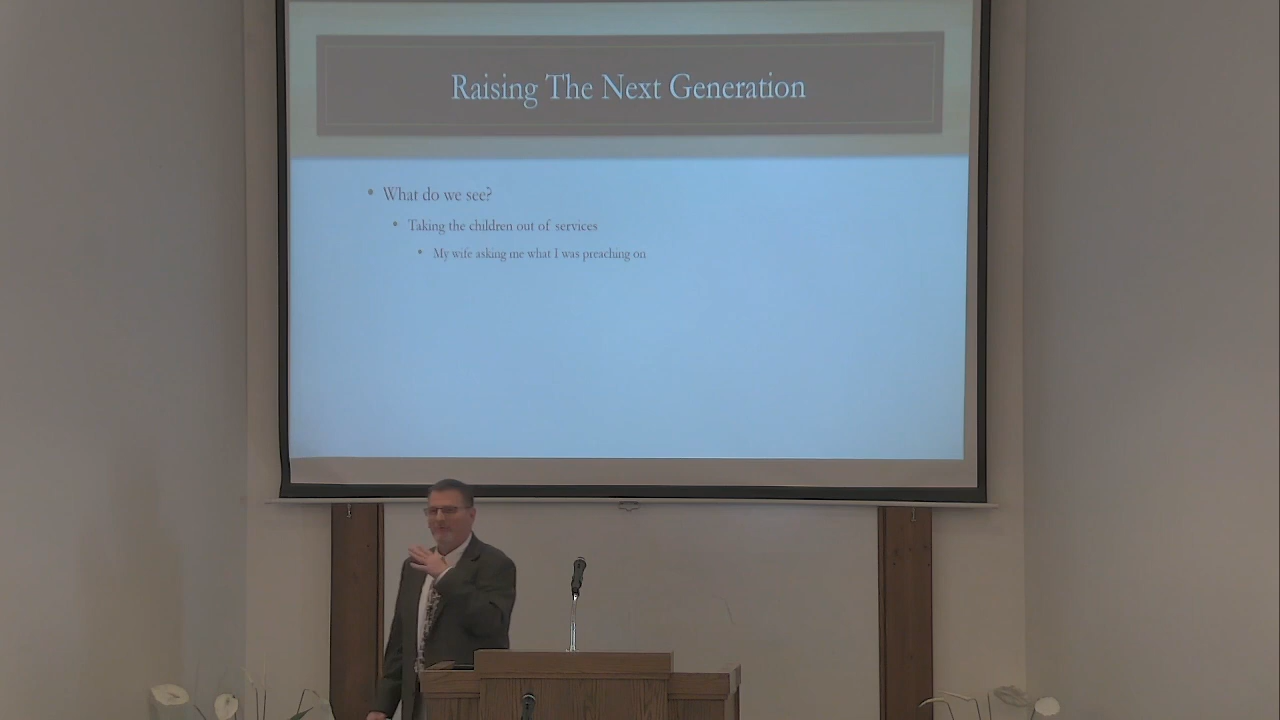 Raising The Next Generation
What do we see?
Taking the children out of services
My wife asking me what I was preaching on